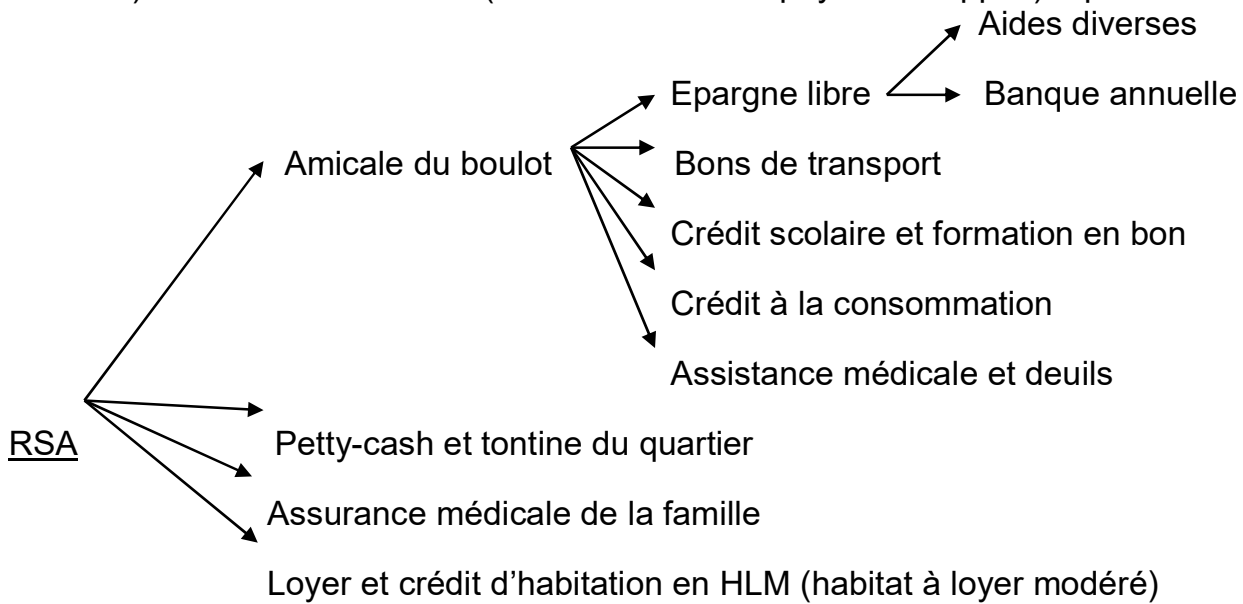 Aides diverses
Epargne libre
Banque annuelle
Amicale du boulot
Bons de transport
Crédit scolaire et formation en bon
Crédit à la consommation
Assistance médicale et deuils
RSA
Petty-cash et tontine du quartier
Assurance médicale de la famille
Loyer et crédit d’habitation en HLM (habitat à loyer modéré)